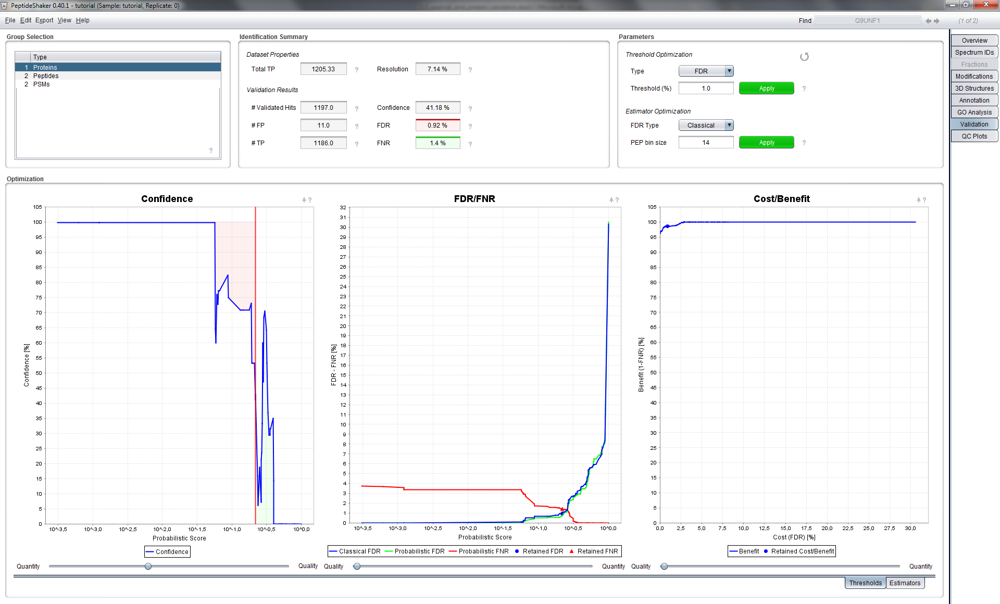 PeptideShaker 0.40.1 - tutorial (Sample: tutorial, Replicate: 0)
File Edit Export View Help
Find Q9UNF1 (1 of 2)
Group Selection
Type
1 Proteins
2 Peptides
2 PSMs
?
Identification Summary
Dataset Properties
Total TP 1205.33 ? Resolution 7.14 % ?
Validation Results
# Validated Hits 1197.0 ? Confidence 41.18 % ?
# FP 11.0 ? FDR 0.92 % ?
# TP 1186.0 ? FNR 1.4 % ?
Parameters
Threshold Optimization
Type FDR
Threshold (%) 1.0 Apply ?
Estimator Optimization
FDR Type Classical
PEP bin size 14 Apply ?
Overview
Spectrum IDs
Fractions
Modifications
3D Structures
Annotation
GO Analysis
Validation
QC Plots
Optimization
Confidence
?
105
100
95
90
85
80
75
70
65
60
55
50
45
40
35
30
25
20
15
10
5
0
Confidence [%]
10^-3,5 10^-3,0 10^-2,5 10^-2,0 10^-1,5 10^-1,0 10^-0,5 10^0,0
Probabilistic Score
Confidence
Quantity Quality
FDR/FNR
?
32
31
30
29
28
27
26
25
24
23
22
21
20
19
18
17
16
15
14
13
12
11
10
9
8
7
6
5
4
3
2
1
0
FDR - FNR [%]
10^-3,5 10^-3,0 10^-2,5 10^-2,0 10^-1,5 10^-1,0 10^-0,5 10^0,0
Probabilistic Score
Classical FDR Probabilistic FDR Probabilistic FNR Retained FDR Retained FNR
Quality Quantity
Cost/Benefit
?
105
100
95
90
85
80
75
70
65
60
55
50
45
40
35
30
25
20
15
10
5
0
Benefit (1-FNR) [%]
0,0 2,5 5,0 7,5 10,0 12,5 15,0 17,5 20,0 22,5 25,0 27,5 30,0
Cost (FDR) [%]
Benefit Retained Cost/Benefit
Quality Quantity
Thresholds Estimators